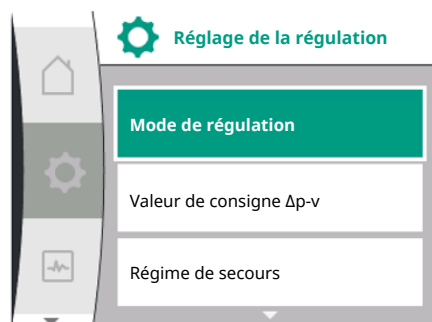 Réglage de la régulation
Mode de régulation
Valeur de consigne Δp-v
Régime de secours